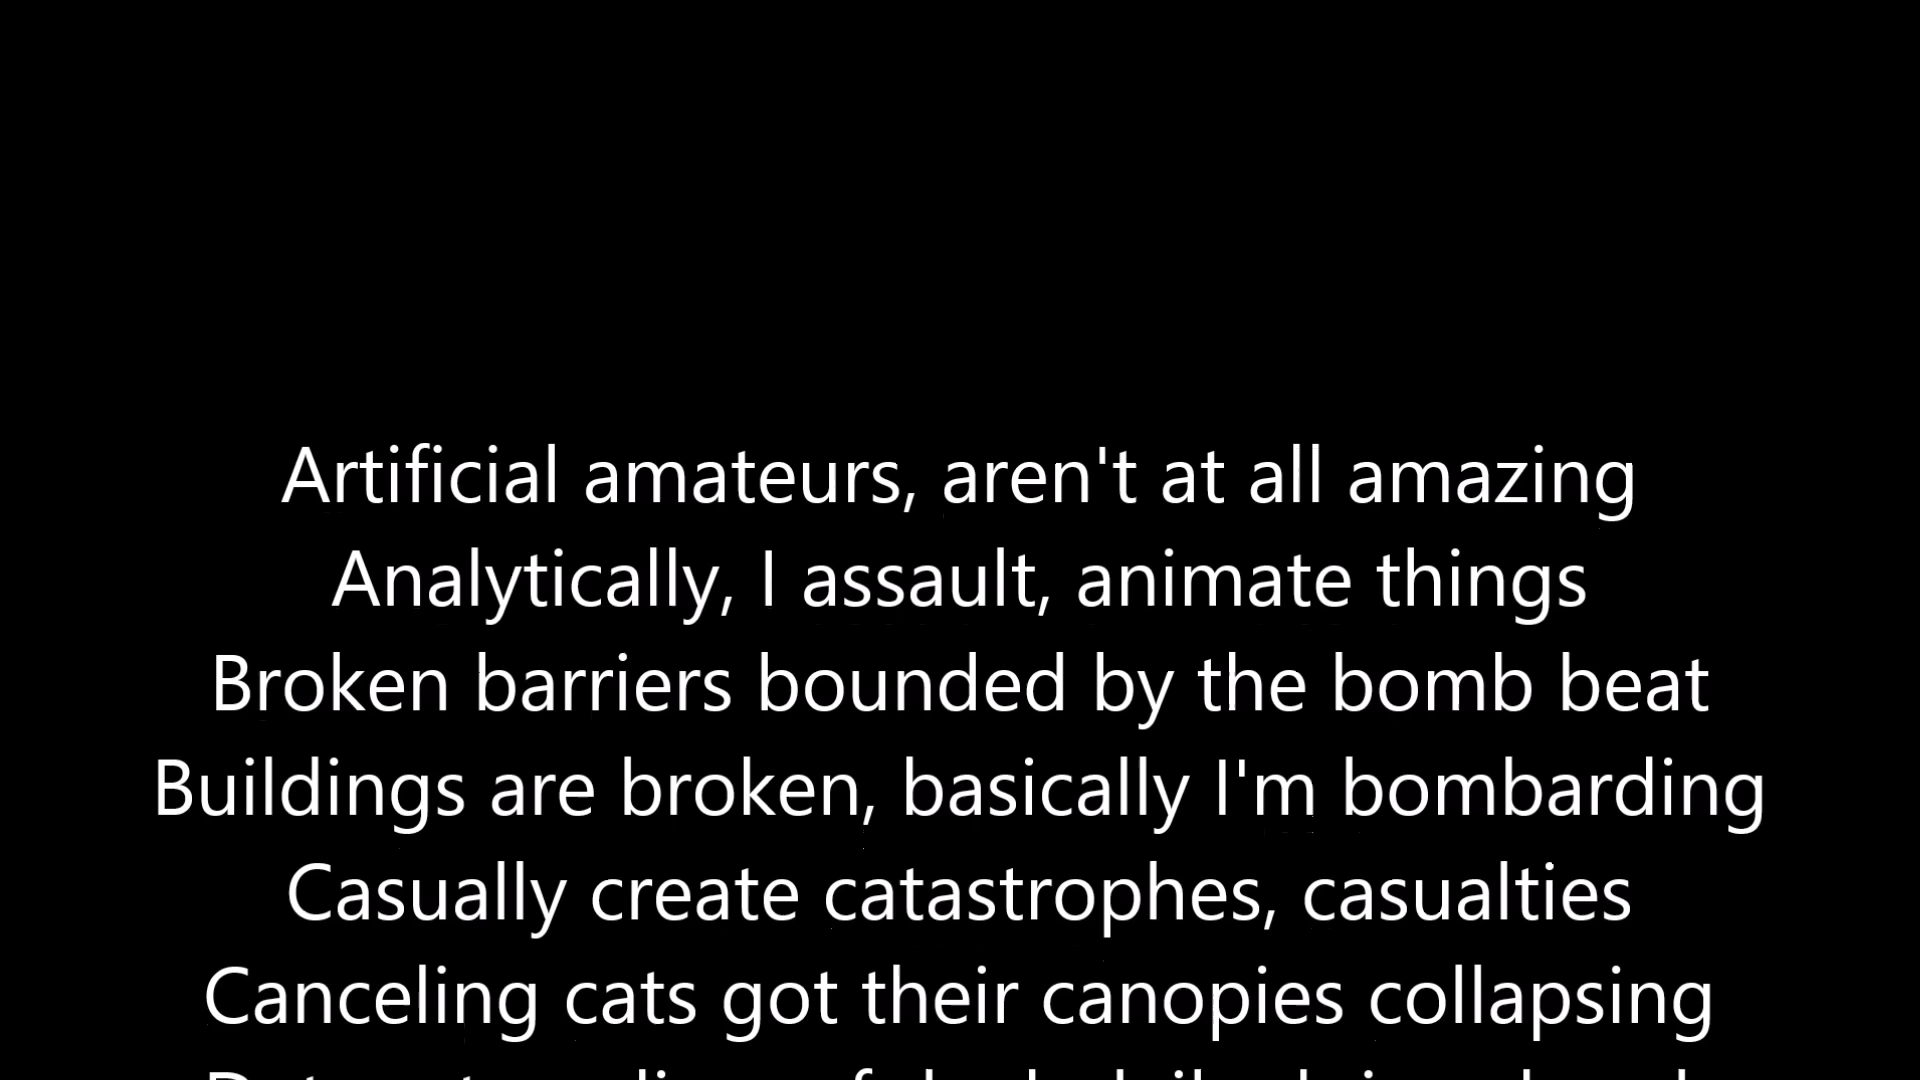 Artificial amateurs, aren't at all amazing
Analytically, I assault, animate things
Broken barriers bounded by the bomb beat
Buildings are broken, basically I'm bombarding
Casually create catastrophes, casualties
Canceling cats got their canopies collapsing